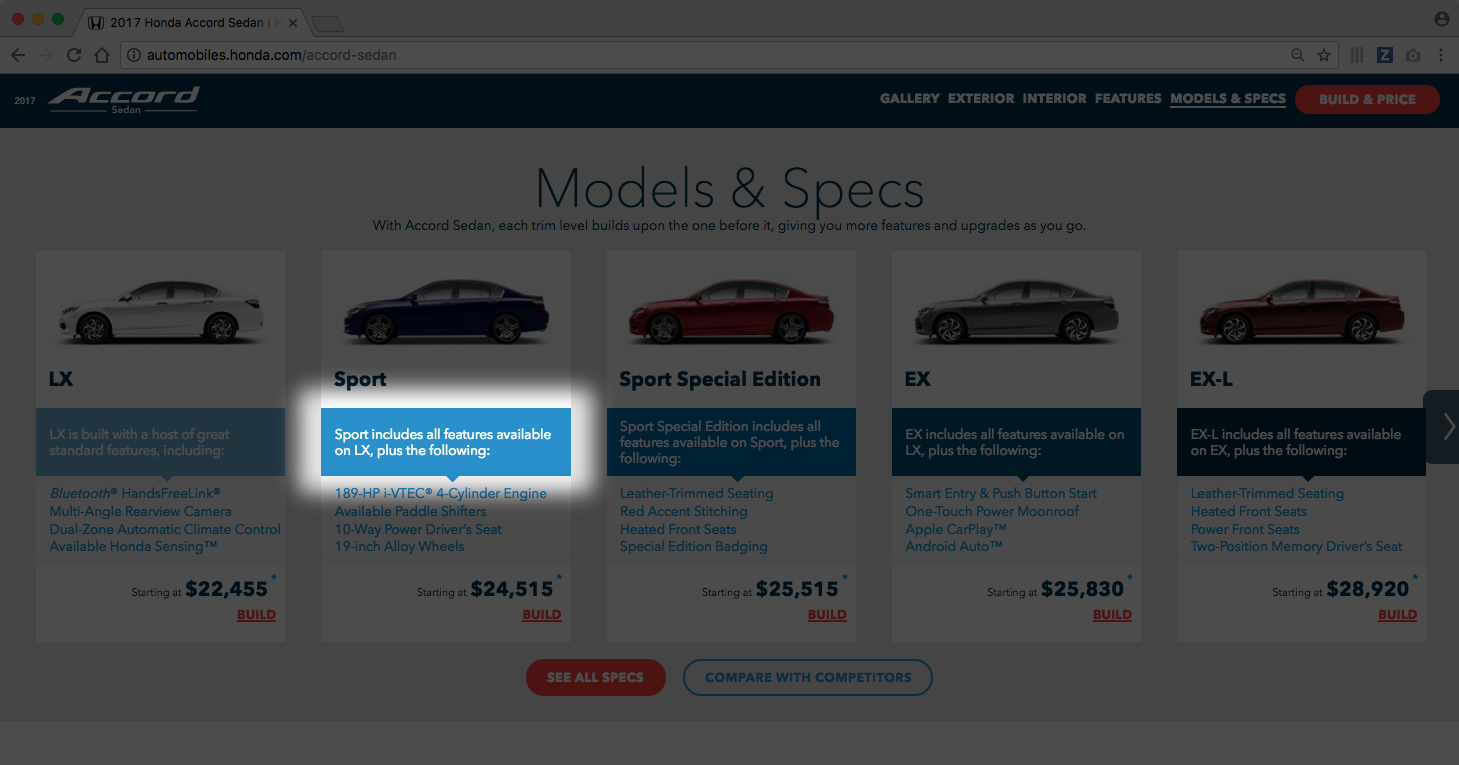 2017 Honda Accord Sedan |
automobiles.honda.com/accord-sedan
Z
2017
Accord
Sedan
GALLERY EXTERIOR INTERIOR FEATURES MODELS & SPECS BUILD & PRICE
Models & Specs
With Accord Sedan, each trim level builds upon the one before it, giving you more features and upgrades as you go.
LX
LX is built with a host of great
standard features, including:
Bluetooth® HandsFreeLink®
Multi-Angle Rearview Camera
Dual-Zone Automatic Climate Control
Available Honda Sensing™
Starting at $22,455*
BUILD
Sport
Sport includes all features available
on LX, plus the following:
189-HP i-VTEC® 4-Cylinder Engine
Available Paddle Shifters
10-Way Power Driver's Seat
19-inch Alloy Wheels
Starting at $24,515*
BUILD
Sport Special Edition
Sport Special Edition includes all
features available on Sport, plus the
following:
Leather-Trimmed Seating
Red Accent Stitching
Heated Front Seats
Special Edition Badging
Starting at $25,515*
BUILD
EX
EX includes all features available on
LX, plus the following:
Smart Entry & Push Button Start
One-Touch Power Moonroof
Apple CarPlay™
Android Auto™
Starting at $25,830*
BUILD
EX-L
EX-L includes all features available
on EX, plus the following:
Leather-Trimmed Seating
Heated Front Seats
Power Front Seats
Two-Position Memory Driver's Seat
Starting at $28,920*
BUILD
SEE ALL SPECS
COMPARE WITH COMPETITORS